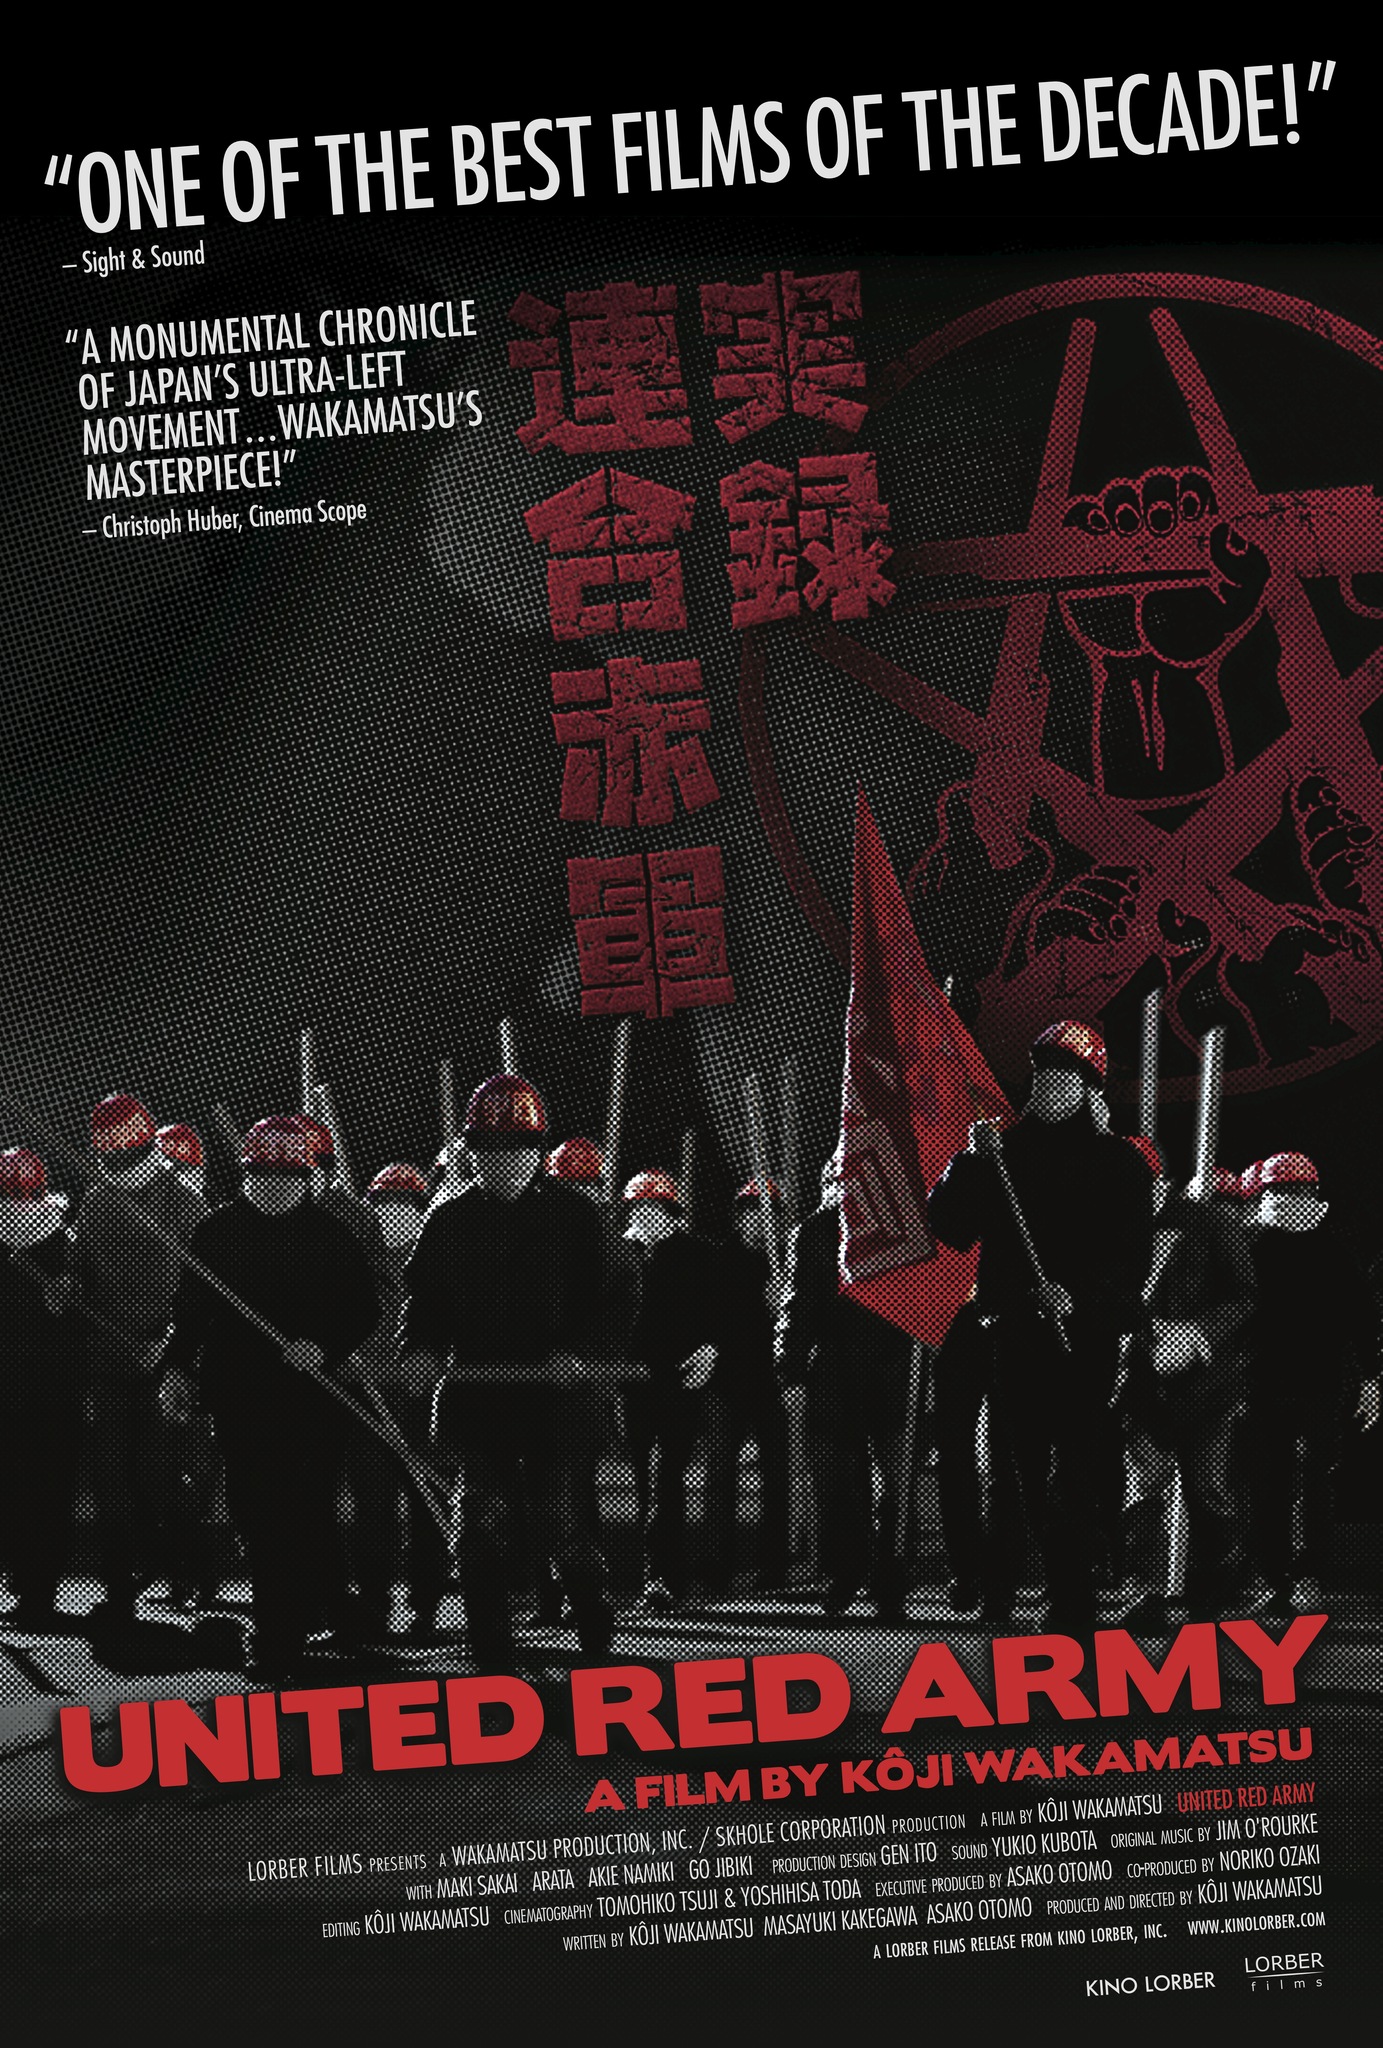 “ONE OF THE BEST FILMS OF THE DECADE!”
– Sight & Sound
“A MONUMENTAL CHRONICLE
OF JAPAN’S ULTRA-LEFT
MOVEMENT...WAKAMATSU’S
MASTERPIECE!”
– Christoph Huber, Cinema Scope
実録
連合赤軍
UNITED RED ARMY
A FILM BY KÔJI WAKAMATSU
LORBER FILMS PRESENTS A WAKAMATSU PRODUCTION, INC. / SKHOLE CORPORATION PRODUCTION A FILM BY KÔJI WAKAMATSU UNITED RED ARMY
WITH MAKI SAKAI ARATA AKIE NAMIKI GO JIBIKI PRODUCTION DESIGN GEN ITO SOUND YUKIO KUBOTA ORIGINAL MUSIC BY JIM O'ROURKE
EDITING KÔJI WAKAMATSU CINEMATOGRAPHY TOMOHIKO TSUJI & YOSHIHISA TODA EXECUTIVE PRODUCED BY ASAKO OTOMO CO-PRODUCED BY NORIKO OZAKI
WRITTEN BY KÔJI WAKAMATSU MASAYUKI KAKEGAWA ASAKO OTOMO PRODUCED AND DIRECTED BY KÔJI WAKAMATSU
A LORBER FILMS RELEASE FROM KINO LORBER, INC. WWW.KINOLORBER.COM
KINO LORBER
LORBER
films